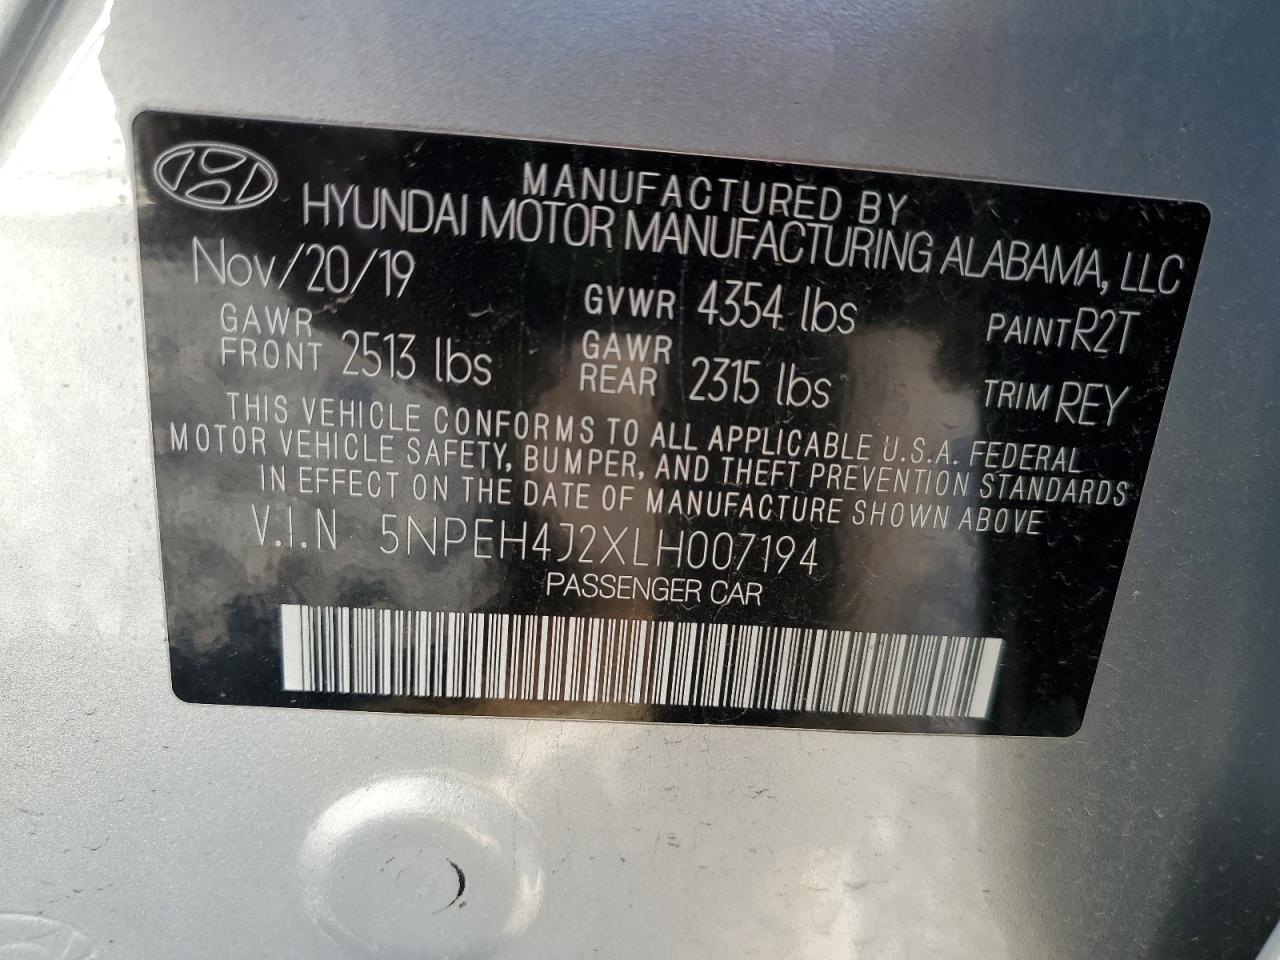 MANUFACTURED BY
HYUNDAI MOTOR MANUFACTURING ALABAMA, LLC
Nov/20/19 GVWR 4354 lbs PAINT R2T
GAWR FRONT 2513 lbs GAWR REAR 2315 lbs TRIM REY
THIS VEHICLE CONFORMS TO ALL APPLICABLE U.S.A. FEDERAL
MOTOR VEHICLE SAFETY, BUMPER, AND THEFT PREVENTION STANDARDS
IN EFFECT ON THE DATE OF MANUFACTURE SHOWN ABOVE
V.I.N 5NPEH4J2XLH007194
PASSENGER CAR